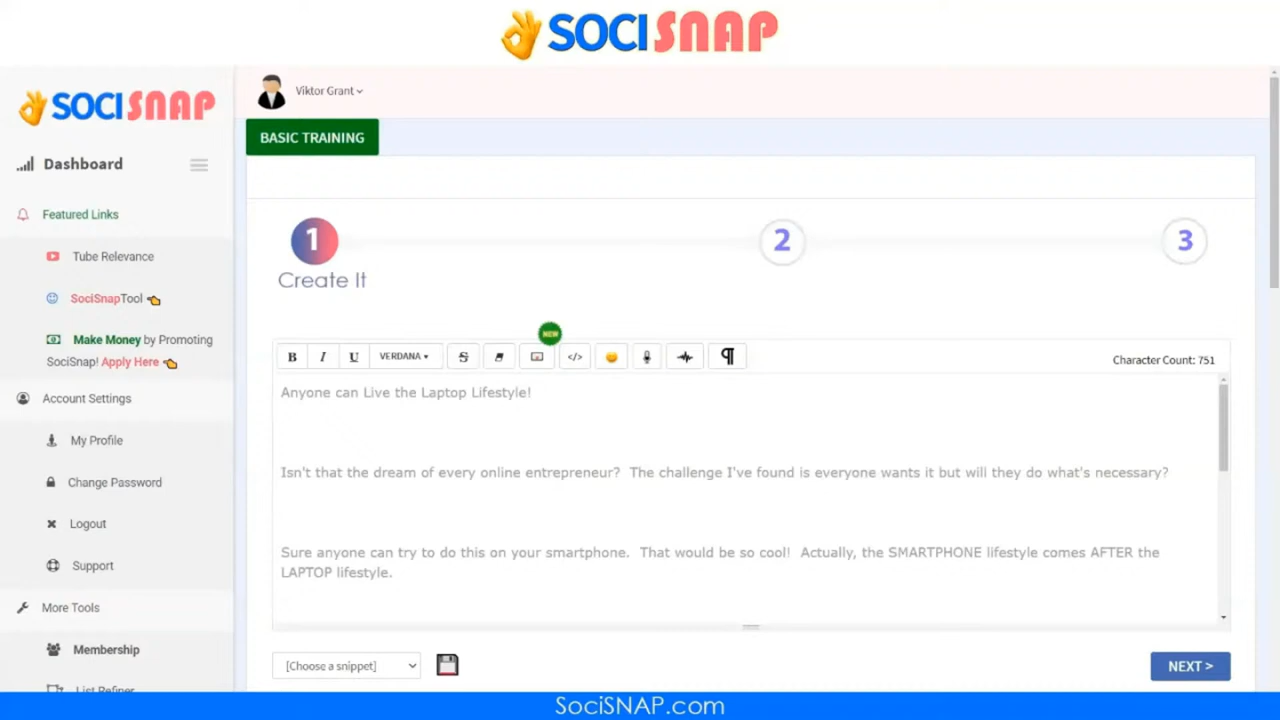 SOCISNAP
SOCISNAP
Viktor Grant
BASIC TRAINING
Dashboard
Featured Links
Tube Relevance
SociSnapTool
Make Money by Promoting
SociSnap! Apply Here
Account Settings
My Profile
Change Password
Logout
Support
More Tools
Membership
List Refiner
1
2
3
Create It
NEW
B I U VERDANA S </> ¶
Character Count: 751
Anyone can Live the Laptop Lifestyle!
Isn't that the dream of every online entrepreneur? The challenge I've found is everyone wants it but will they do what's necessary?
Sure anyone can try to do this on your smartphone. That would be so cool! Actually, the SMARTPHONE lifestyle comes AFTER the
LAPTOP lifestyle.
[Choose a snippet]
NEXT >
SociSNAP.com